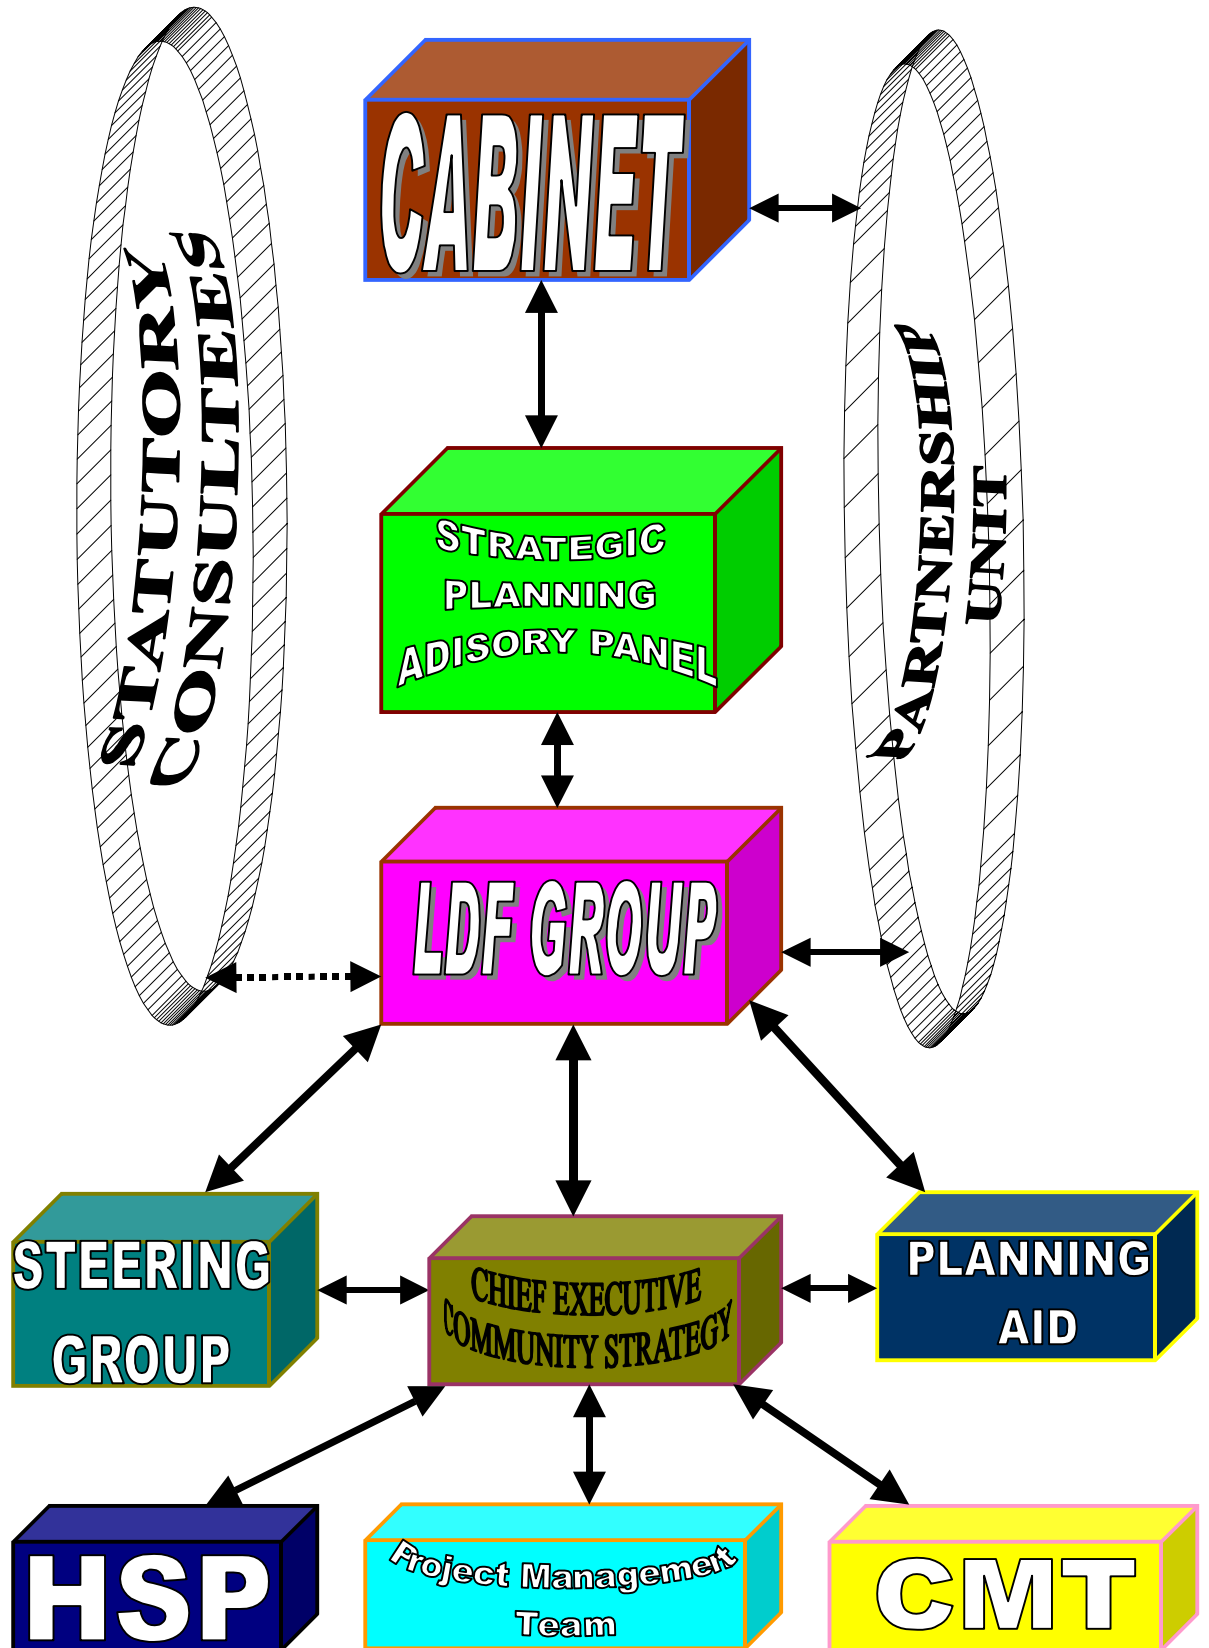 CABINET
STATUTORY
CONSULTEES
PARTNERSHIP
UNIT
STRATEGIC
PLANNING
ADISORY PANEL
LDF GROUP
STEERING
GROUP
CHIEF EXECUTIVE
COMMUNITY STRATEGY
PLANNING
AID
HSP
Project Management
Team
CMT